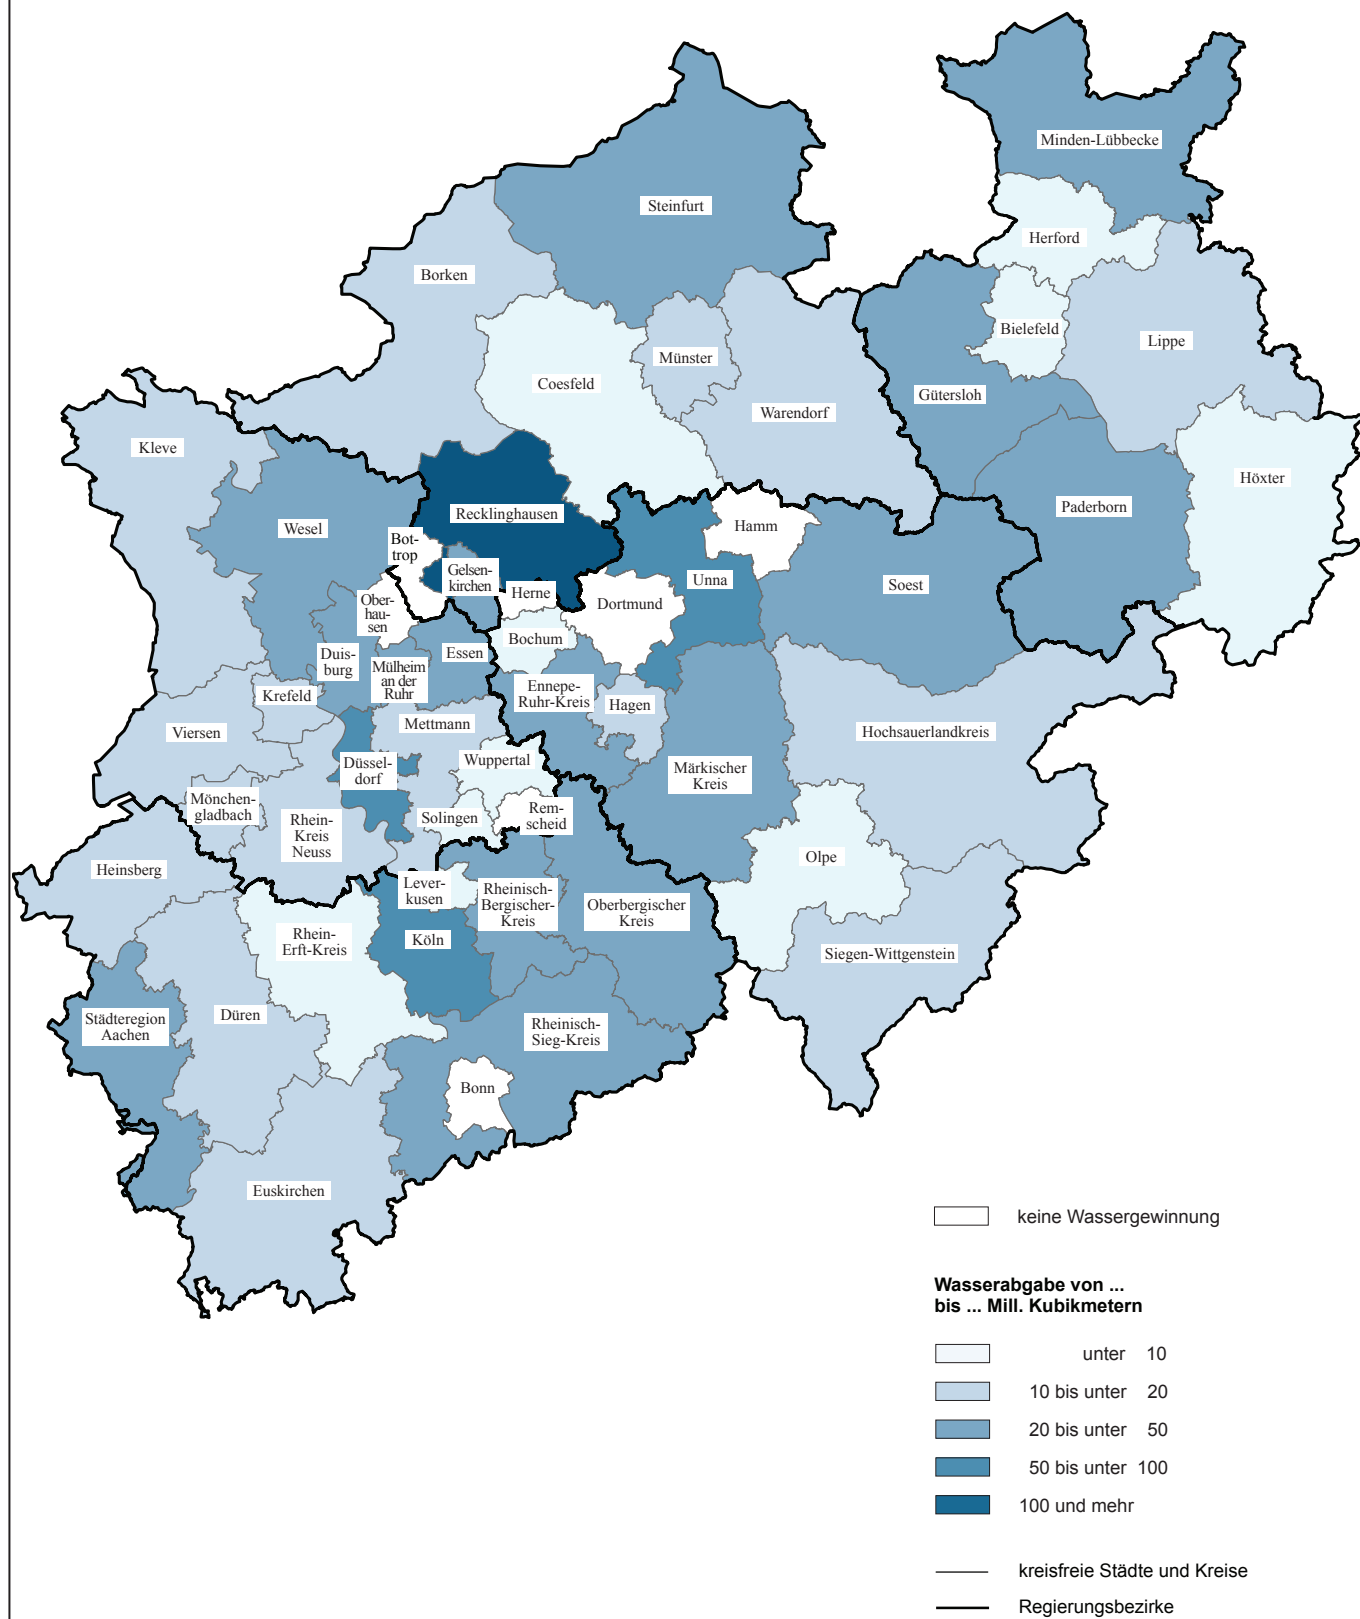 Minden-Lübbecke
Steinfurt
Herford
Borken
Bielefeld
Lippe
Münster
Coesfeld
Gütersloh
Warendorf
Kleve
Höxter
Paderborn
Recklinghausen
Wesel
Hamm
Bot-
trop
Gelsen-
kirchen
Unna
Soest
Herne
Dortmund
Ober-
hau-
sen
Bochum
Essen
Duis-
burg
Mülheim
an der
Ruhr
Ennepe-
Ruhr-Kreis
Krefeld
Hagen
Mettmann
Viersen
Hochsauerlandkreis
Wuppertal
Düssel-
dorf
Märkischer
Kreis
Mönchen-
gladbach
Rem-
scheid
Solingen
Rhein-
Kreis
Neuss
Olpe
Heinsberg
Lever-
kusen
Rheinisch-
Bergischer-
Kreis
Oberbergischer
Kreis
Rhein-
Erft-Kreis
Köln
Siegen-Wittgenstein
Düren
Städteregion
Aachen
Rheinisch-
Sieg-Kreis
Bonn
Euskirchen
keine Wassergewinnung
Wasserabgabe von ...
bis ... Mill. Kubikmetern
unter 10
10 bis unter 20
20 bis unter 50
50 bis unter 100
100 und mehr
kreisfreie Städte und Kreise
Regierungsbezirke